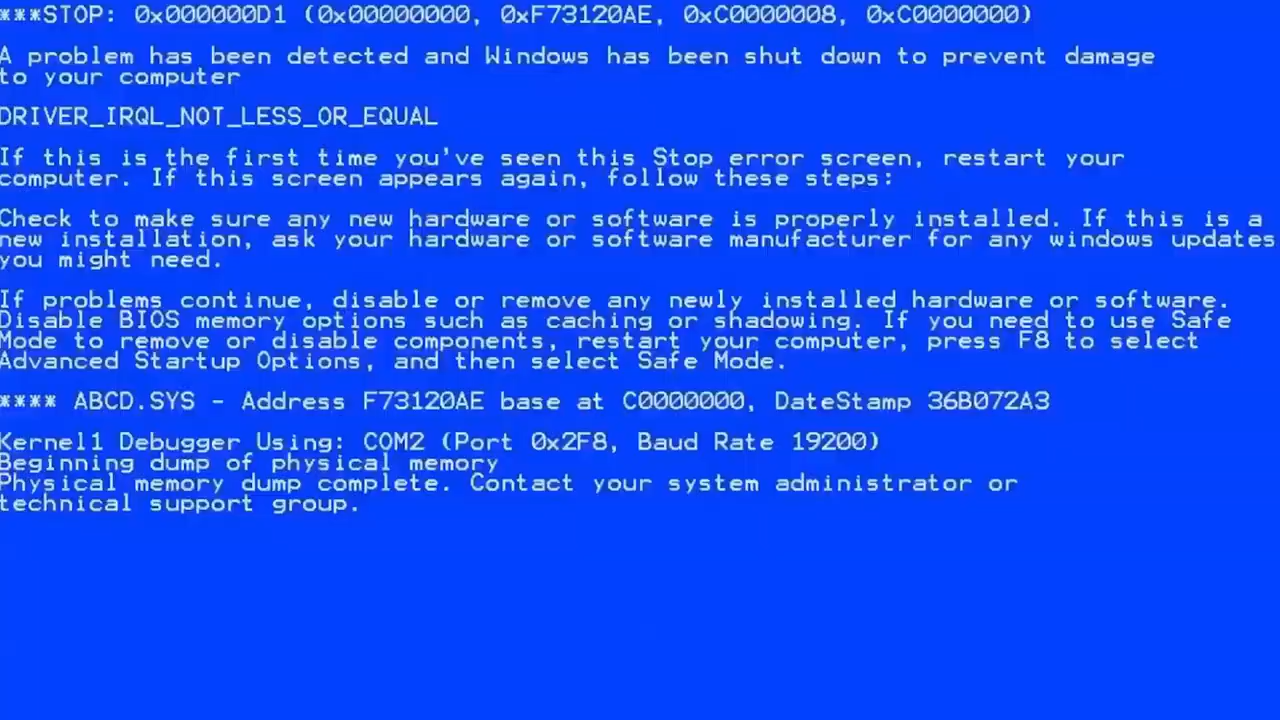 ***STOP: 0x000000D1 (0x00000000, 0xF73120AE, 0xC0000008, 0xC0000000)
A problem has been detected and Windows has been shut down to prevent damage
to your computer
DRIVER_IRQL_NOT_LESS_OR_EQUAL
If this is the first time you've seen this Stop error screen, restart your
computer. If this screen appears again, follow these steps:
Check to make sure any new hardware or software is properly installed. If this is a
new installation, ask your hardware or software manufacturer for any windows updates
you might need.
If problems continue, disable or remove any newly installed hardware or software.
Disable BIOS memory options such as caching or shadowing. If you need to use Safe
Mode to remove or disable components, restart your computer, press F8 to select
Advanced Startup Options, and then select Safe Mode.
**** ABCD.SYS - Address F73120AE base at C0000000, DateStamp 36B072A3
Kernel1 Debugger Using: COM2 (Port 0x2F8, Baud Rate 19200)
Beginning dump of physical memory
Physical memory dump complete. Contact your system administrator or
technical support group.